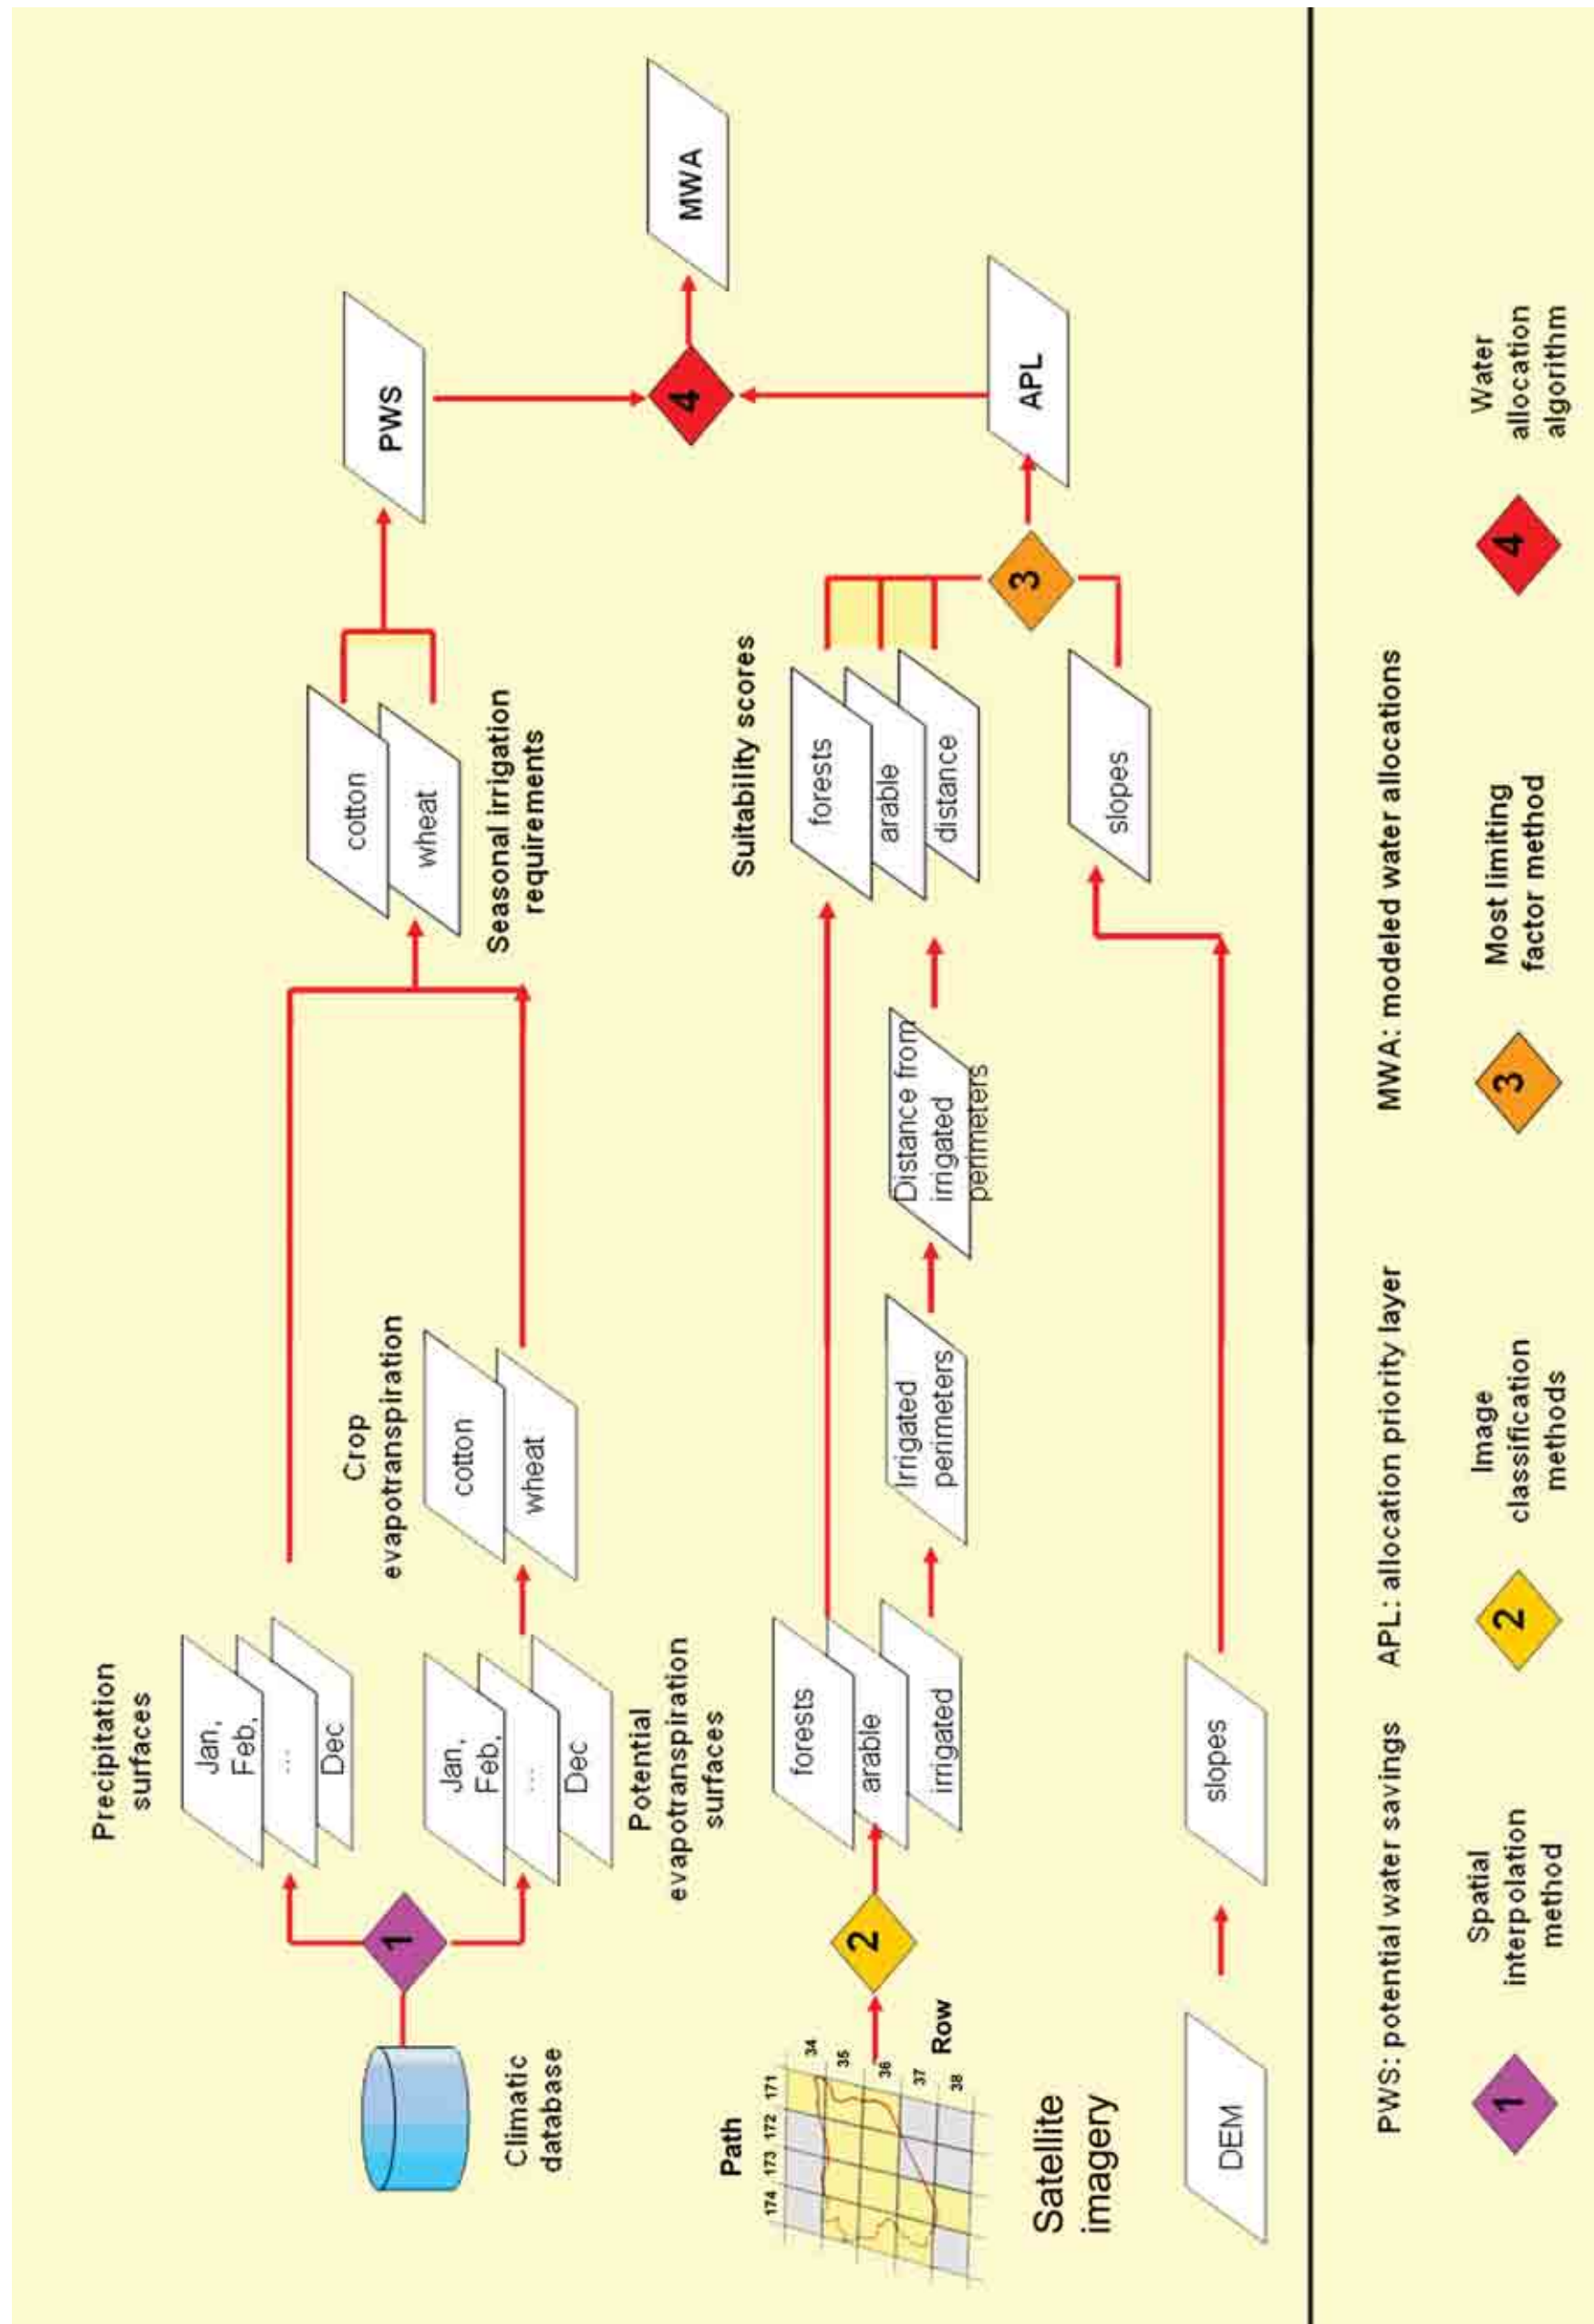 Precipitation
surfaces
Jan,
Feb,
...
Dec
Climatic
database
1
Jan,
Feb,
...
Dec
Potential
evapotranspiration
surfaces
Crop
evapotranspiration
cotton
wheat
cotton
wheat
Seasonal irrigation
requirements
PWS
4
MWA
Path
174 173 172 171
34
35
36
37
38
Row
Satellite
imagery
2
forests
arable
irrigated
Irrigated
perimeters
Distance from
irrigated
perimeters
Suitability scores
forests
arable
distance
3
APL
DEM
slopes
slopes
PWS: potential water savings APL: allocation priority layer MWA: modeled water allocations
1
Spatial
interpolation
method
2
Image
classification
methods
3
Most limiting
factor method
4
Water
allocation
algorithm